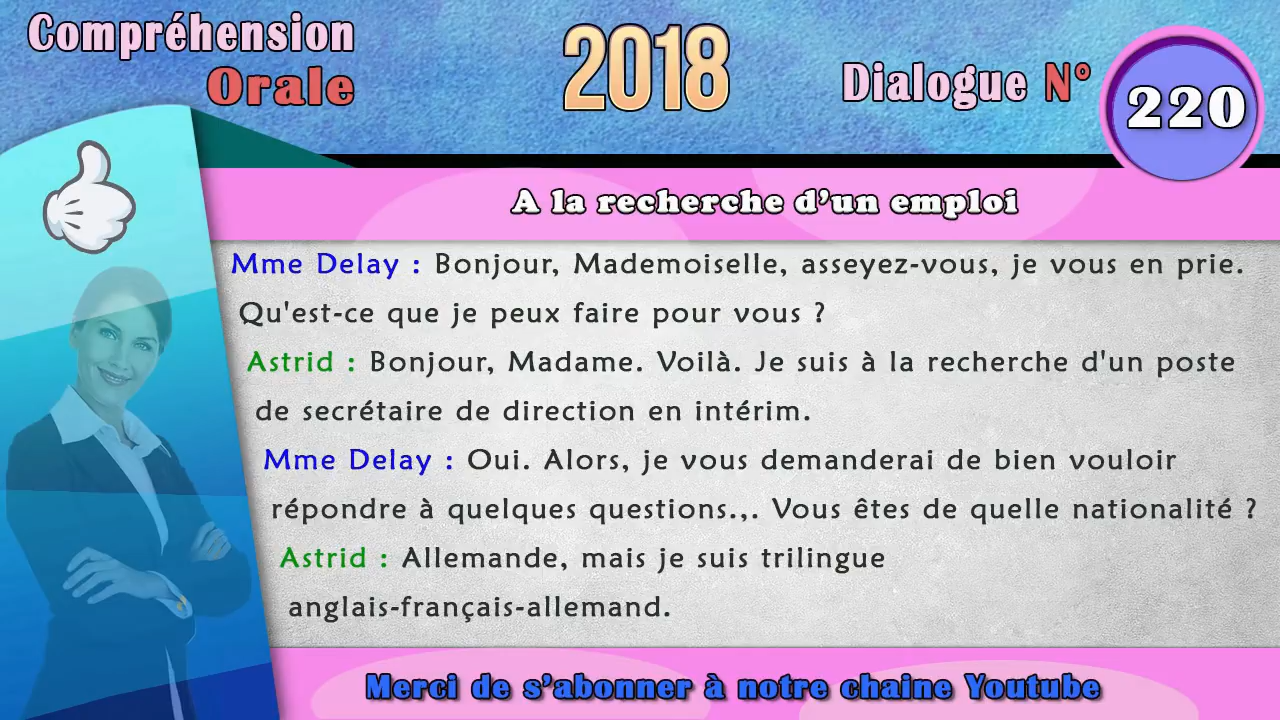 Compréhension
Orale
2018
Dialogue N°
220
A la recherche d’un emploi
Mme Delay : Bonjour, Mademoiselle, asseyez-vous, je vous en prie.
Qu'est-ce que je peux faire pour vous ?
Astrid : Bonjour, Madame. Voilà. Je suis à la recherche d'un poste
de secrétaire de direction en intérim.
Mme Delay : Oui. Alors, je vous demanderai de bien vouloir
répondre à quelques questions.,. Vous êtes de quelle nationalité ?
Astrid : Allemande, mais je suis trilingue
anglais-français-allemand.
Merci de s’abonner à notre chaine Youtube